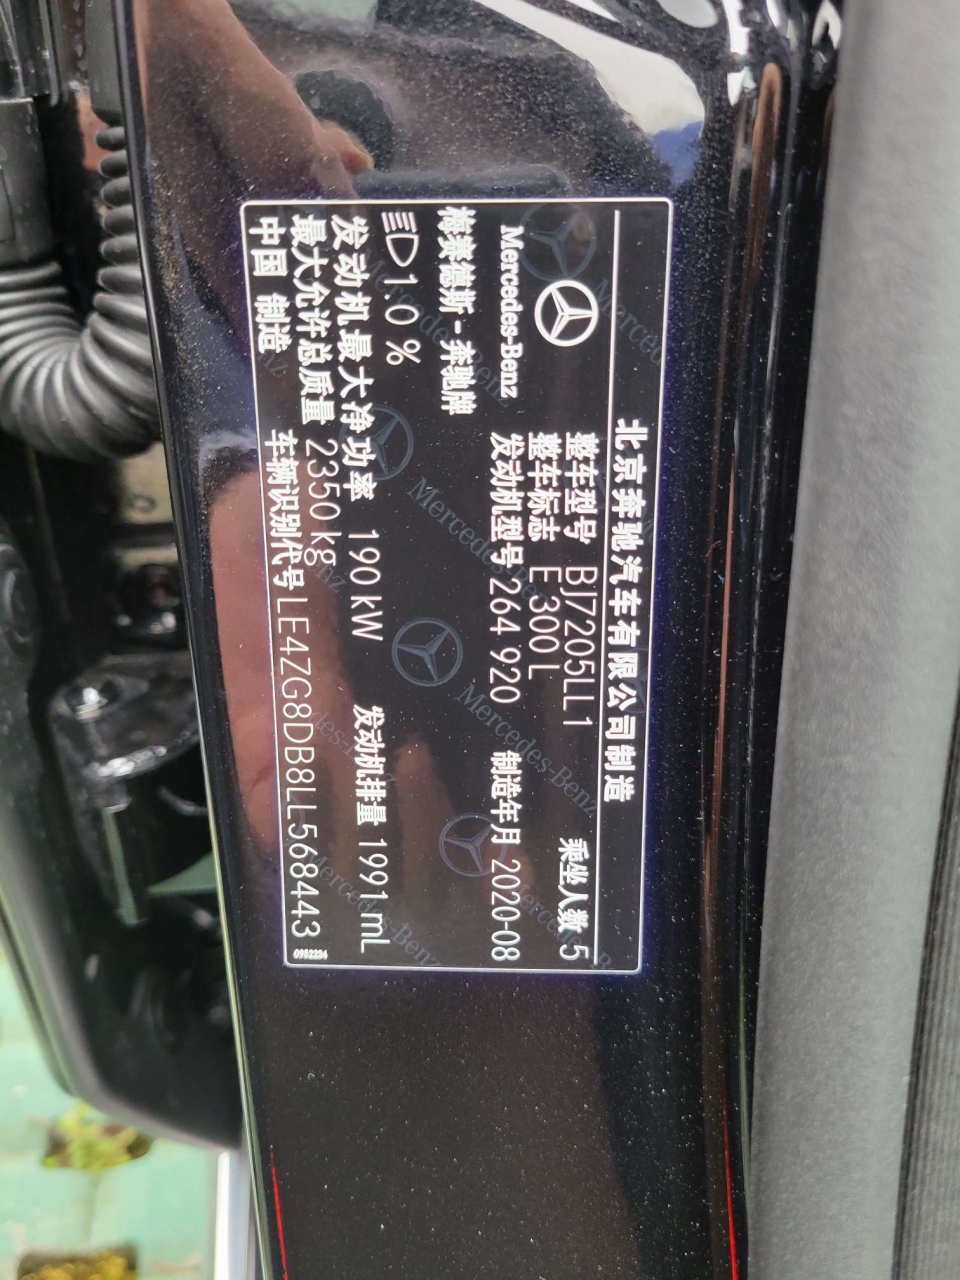 北京奔驰汽车有限公司制造
Mercedes-Benz
梅赛德斯-奔驰牌
整车型号 BJ7205LL1 乘坐人数 5
整车标志 E 300 L
发动机型号 264 920 制造年月 2020-08
1.0 %
发动机最大净功率 190 kW 发动机排量 1991 mL
最大允许总质量 2350 kg
中国 制造 车辆识别代号 LE4ZG8DB8LL568443
0982234